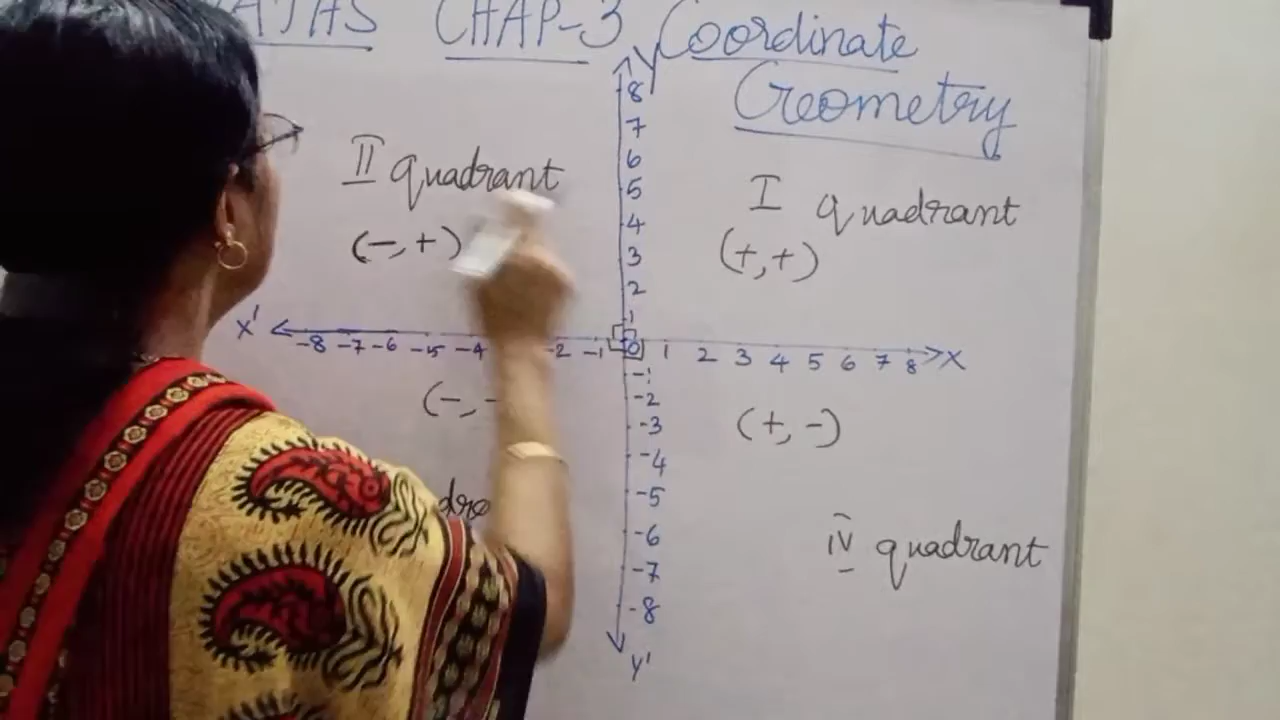 CHAP-3 Coordinate
Geometry
Y
8
7
6
5
4
3
2
1
II quadrant
(-,+)
I quadrant
(+,+)
X' -8 -7 -6 -5 -4 -2 -1 0 1 2 3 4 5 6 7 8 X
-1
-2
-3
-4
-5
-6
-7
-8
Y'
(+,-)
IV quadrant